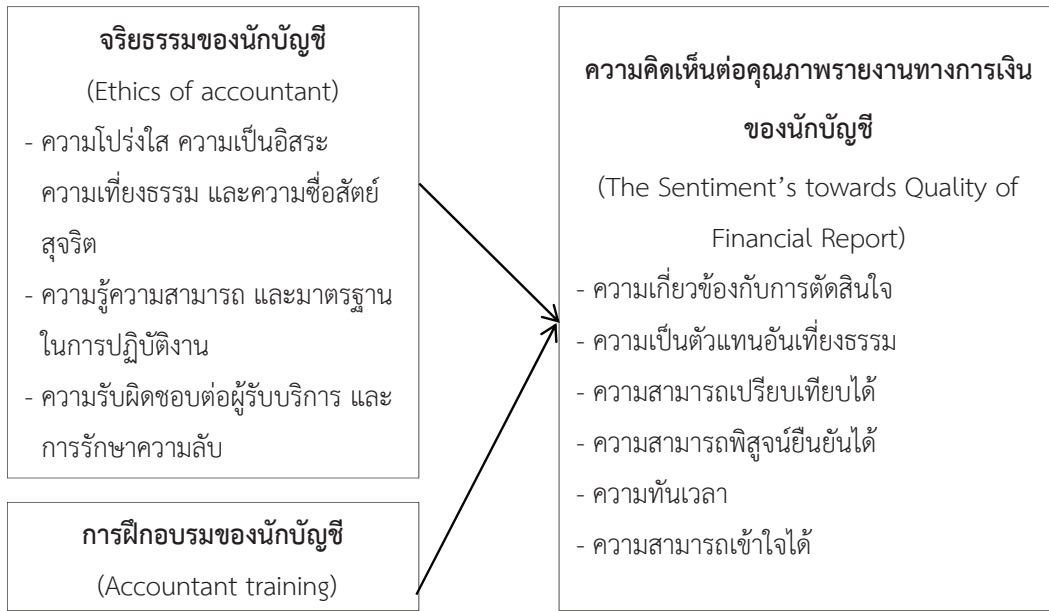 จริยธรรมของนักบัญชี
(Ethics of accountant)
- ความโปร่งใส ความเป็นอิสระ
ความเที่ยงธรรม และความซื่อสัตย์
สุจริต
- ความรู้ความสามารถ และมาตรฐาน
ในการปฏิบัติงาน
- ความรับผิดชอบต่อผู้รับบริการ และ
การรักษาความลับ
การฝึกอบรมของนักบัญชี
(Accountant training)
ความคิดเห็นต่อคุณภาพรายงานทางการเงิน
ของนักบัญชี
(The Sentiment’s towards Quality of
Financial Report)
- ความเกี่ยวข้องกับการตัดสินใจ
- ความเป็นตัวแทนอันเที่ยงธรรม
- ความสามารถเปรียบเทียบได้
- ความสามารถพิสูจน์ยืนยันได้
- ความทันเวลา
- ความสามารถเข้าใจได้